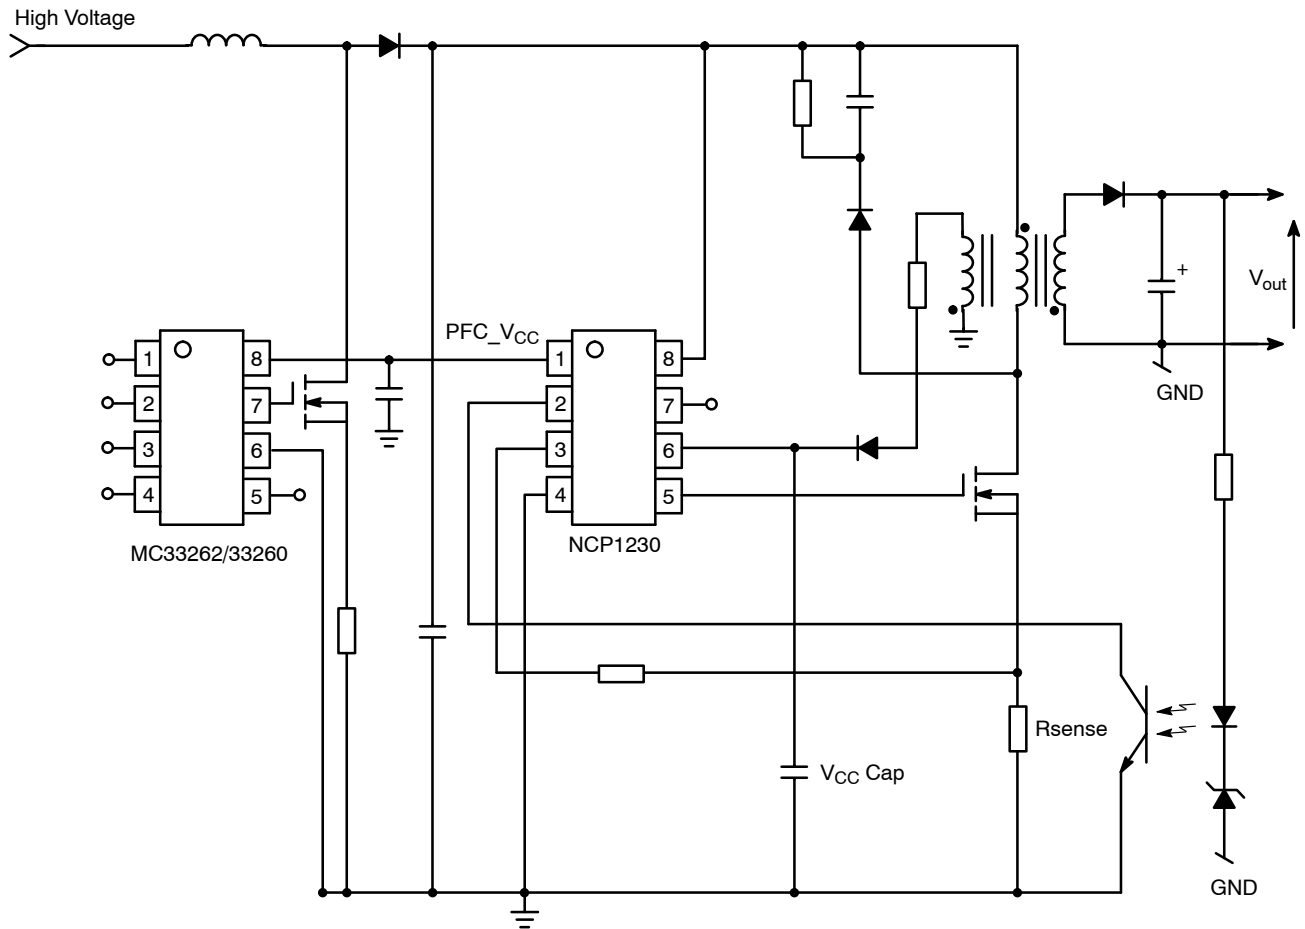 High Voltage
PFC_VCC
+
Vout
GND
1
2
3
4
8
7
6
5
MC33262/33260
1
2
3
4
8
7
6
5
NCP1230
Rsense
VCC Cap
GND